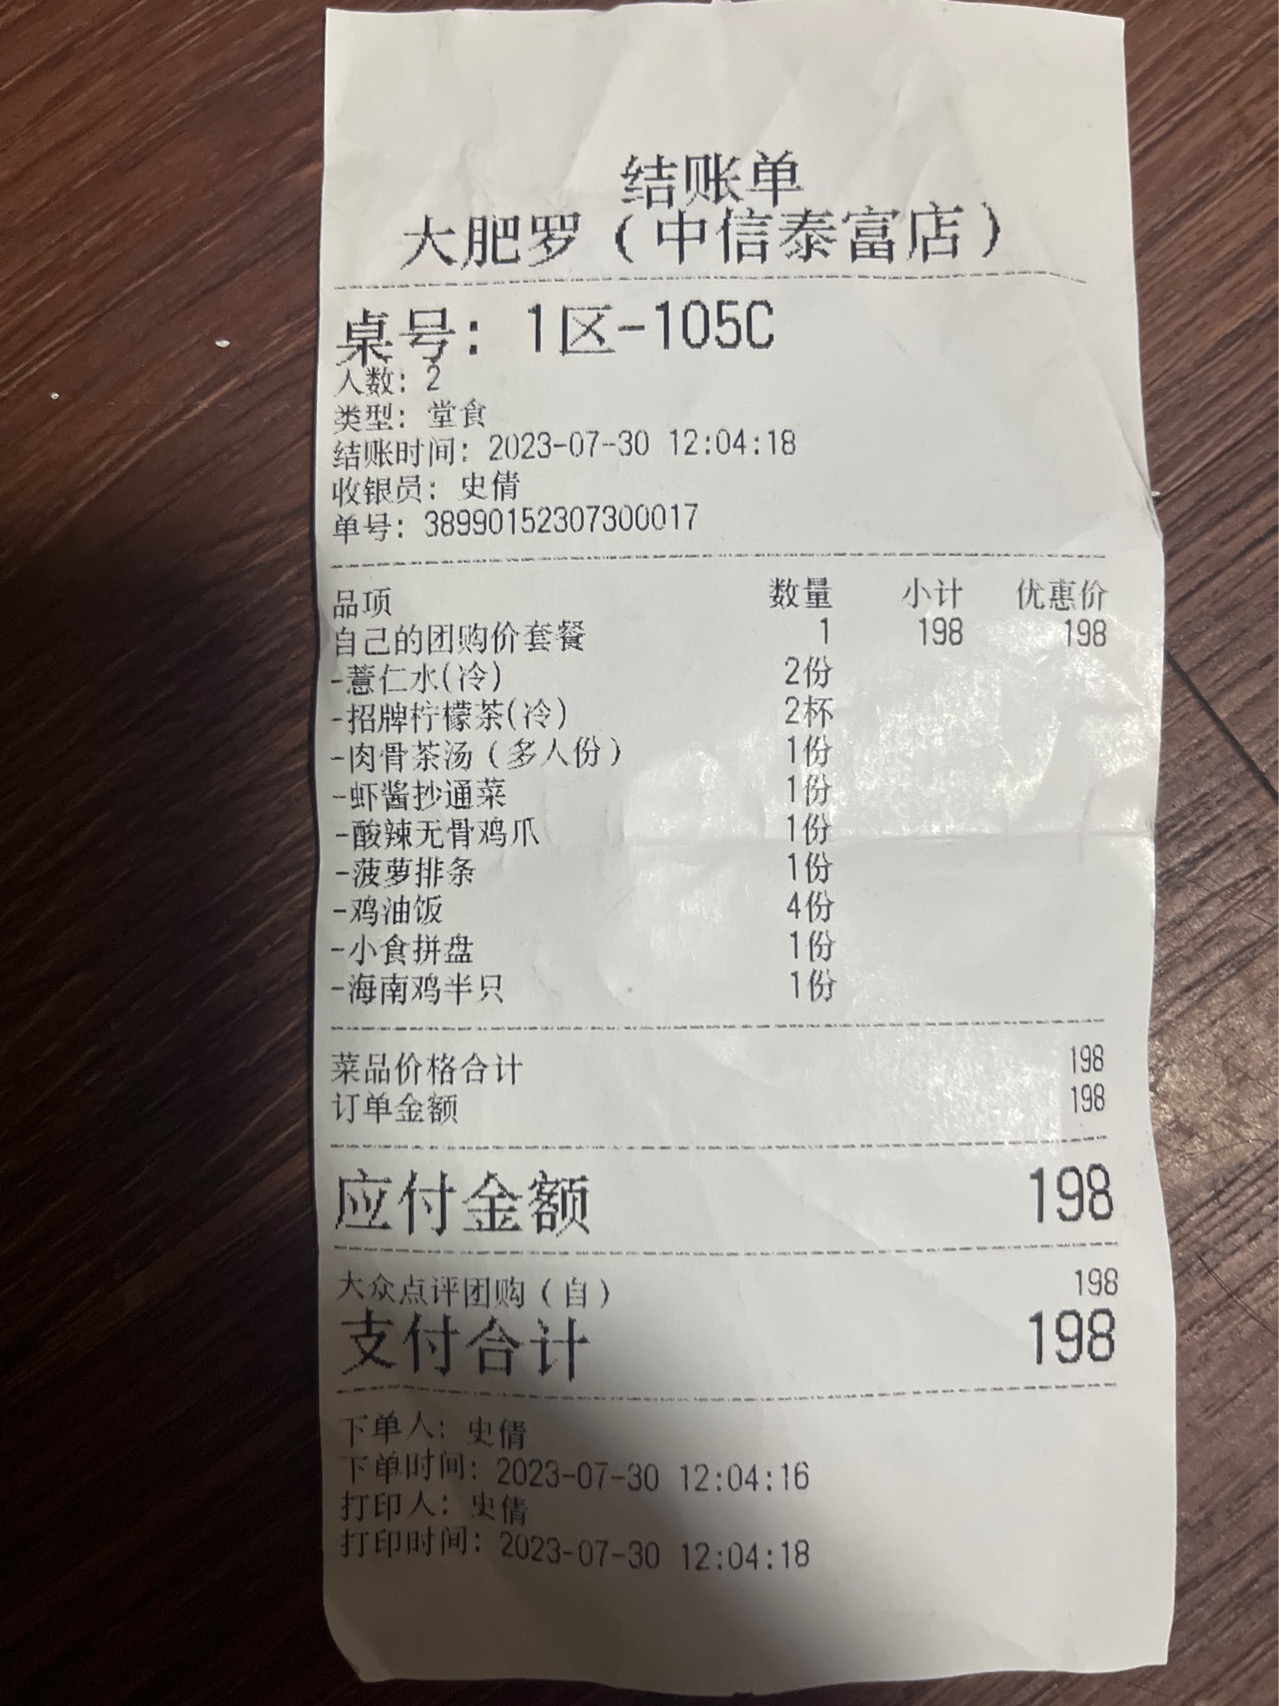 结账单
大肥罗（中信泰富店）
桌号：1区-105C
人数：2
类型：堂食
结账时间：2023-07-30 12:04:18
收银员：史倩
单号：38990152307300017
品项 数量 小计 优惠价
自己的团购价套餐 1 198 198
-薏仁水(冷) 2份
-招牌柠檬茶(冷) 2杯
-肉骨茶汤（多人份） 1份
-虾酱抄通菜 1份
-酸辣无骨鸡爪 1份
-菠萝排条 1份
-鸡油饭 4份
-小食拼盘 1份
-海南鸡半只 1份
菜品价格合计 198
订单金额 198
应付金额 198
大众点评团购（自） 198
支付合计 198
下单人：史倩
下单时间：2023-07-30 12:04:16
打印人：史倩
打印时间：2023-07-30 12:04:18